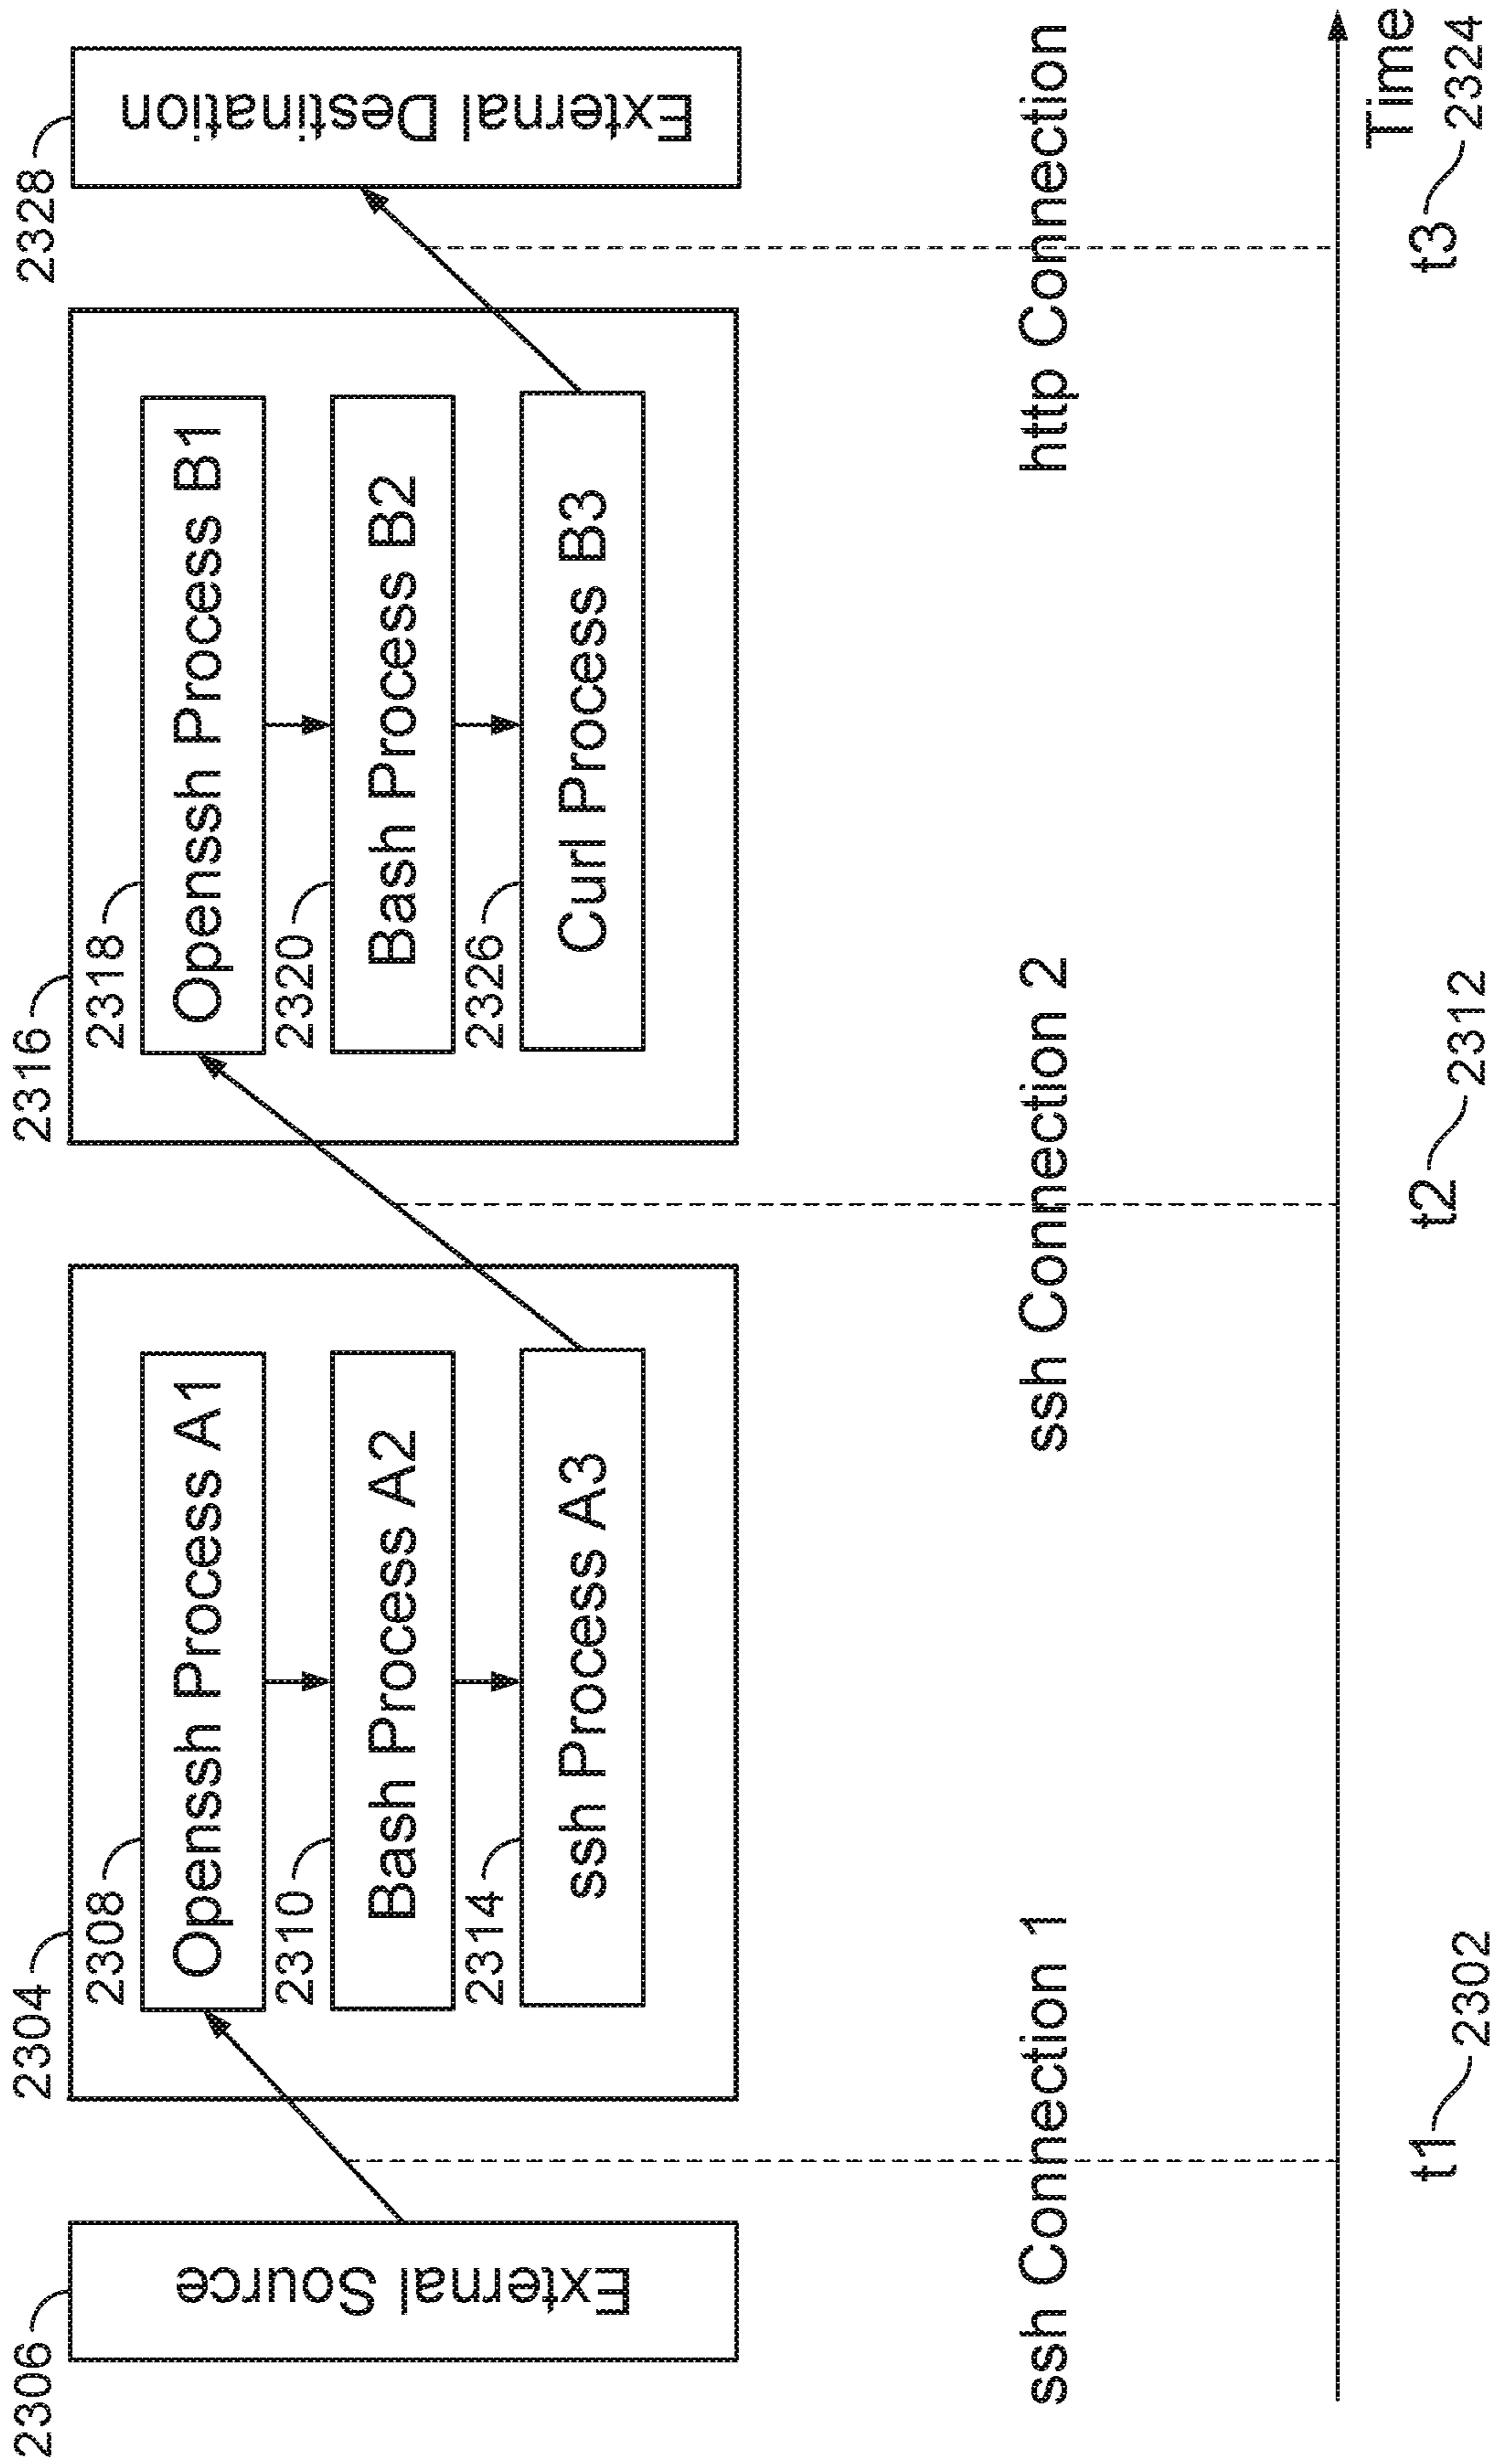 2306
External Source
2304
2308
Openssh Process A1
2310
Bash Process A2
2314
ssh Process A3
2316
2318
Openssh Process B1
2320
Bash Process B2
2326
Curl Process B3
2328
External Destination
ssh Connection 1
ssh Connection 2
http Connection
Time
t1 2302
t2 2312
t3 2324